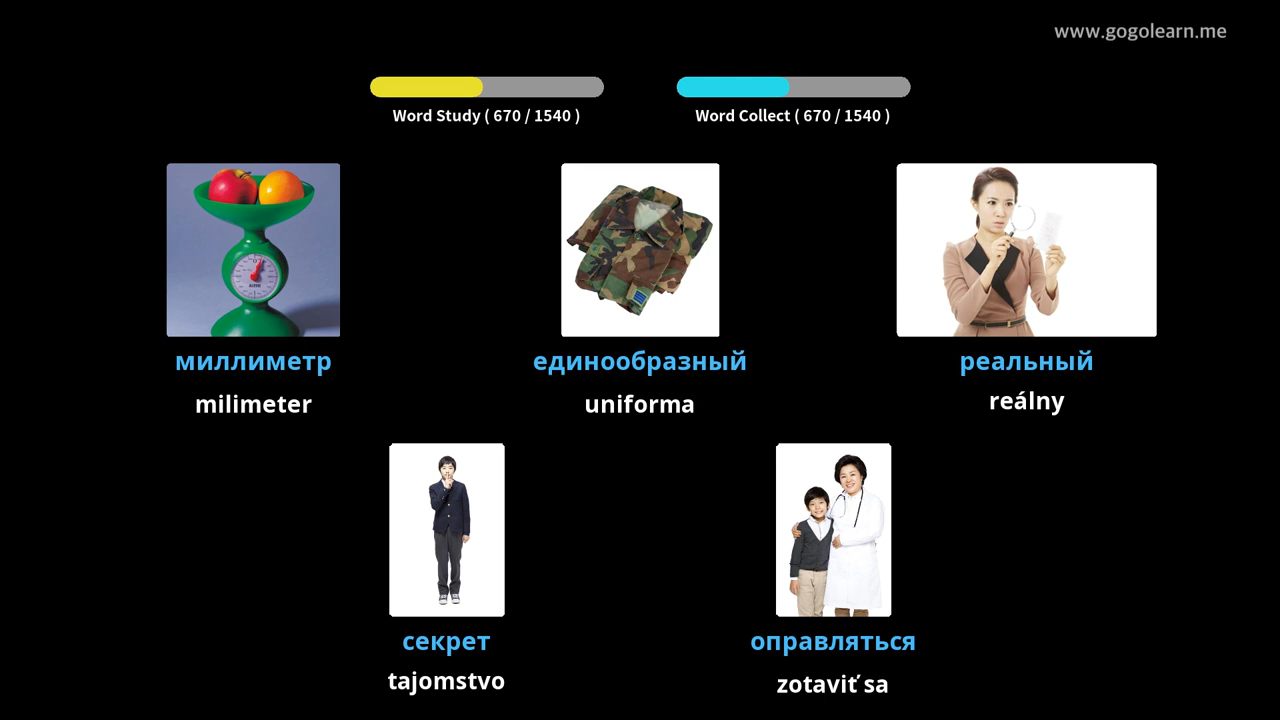 www.gogolearn.me
Word Study ( 670 / 1540 )
Word Collect ( 670 / 1540 )
миллиметр
milimeter
единообразный
uniforma
реальный
reálny
секрет
tajomstvo
оправляться
zotaviť sa